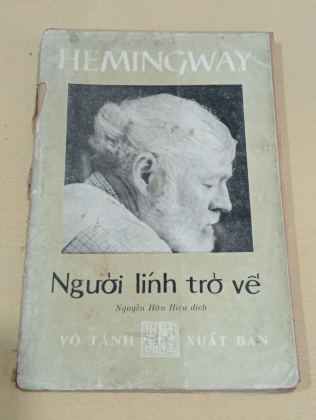 HEMINGWAY
Người lính trở về
Nguyễn Hữu Hiệu dịch
VÕ TÁNH XUẤT BẢN